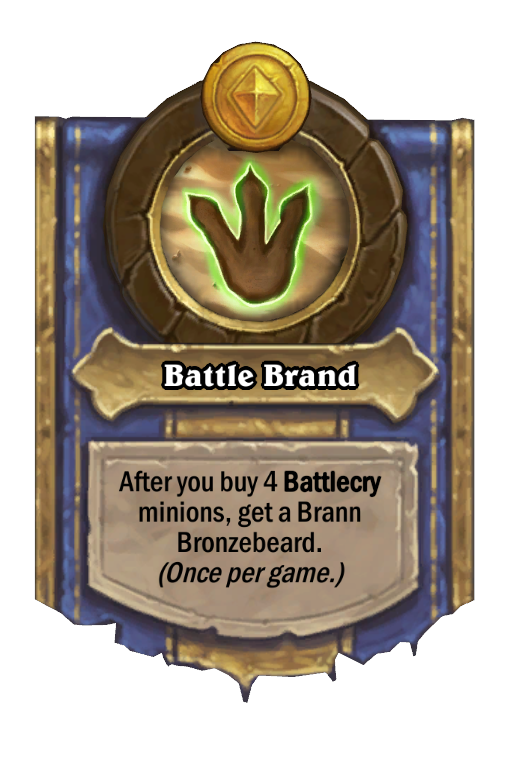 Battle Brand
After you buy 4 Battlecry
minions, get a Brann
Bronzebeard.
(Once per game.)